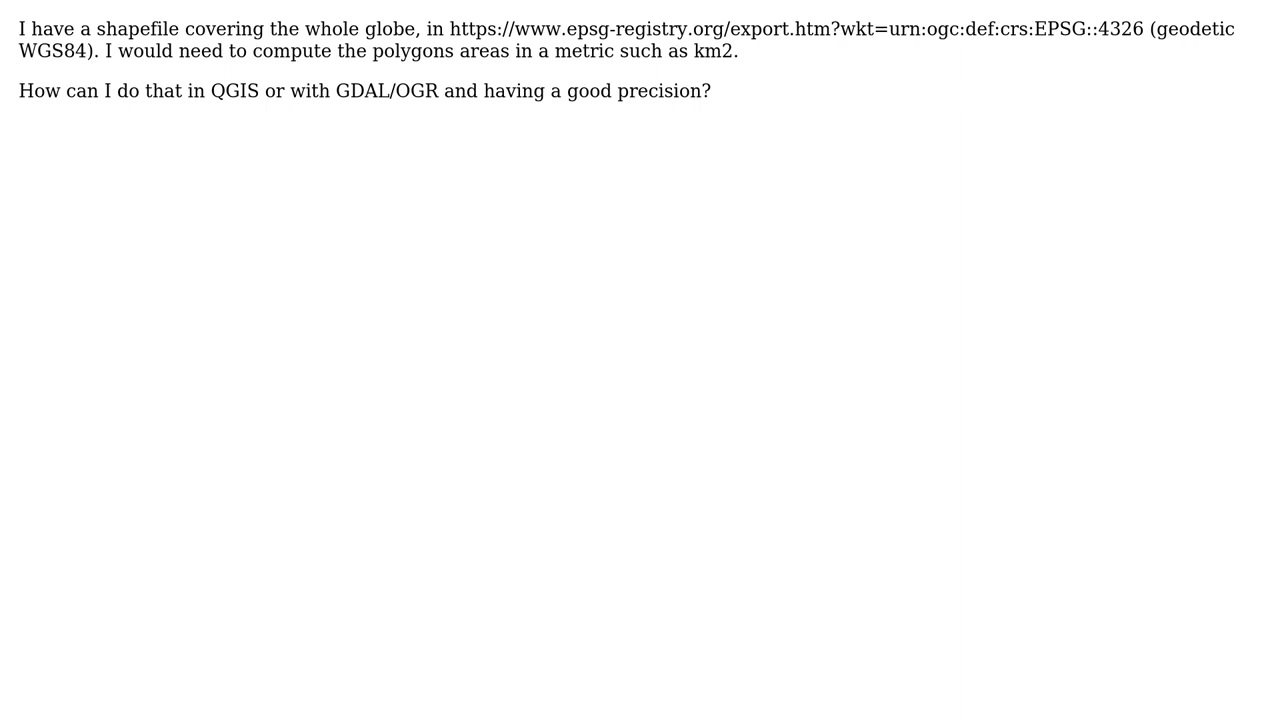 I have a shapefile covering the whole globe, in https://www.epsg-registry.org/export.htm?wkt=urn:ogc:def:crs:EPSG::4326 (geodetic
WGS84). I would need to compute the polygons areas in a metric such as km2.
How can I do that in QGIS or with GDAL/OGR and having a good precision?